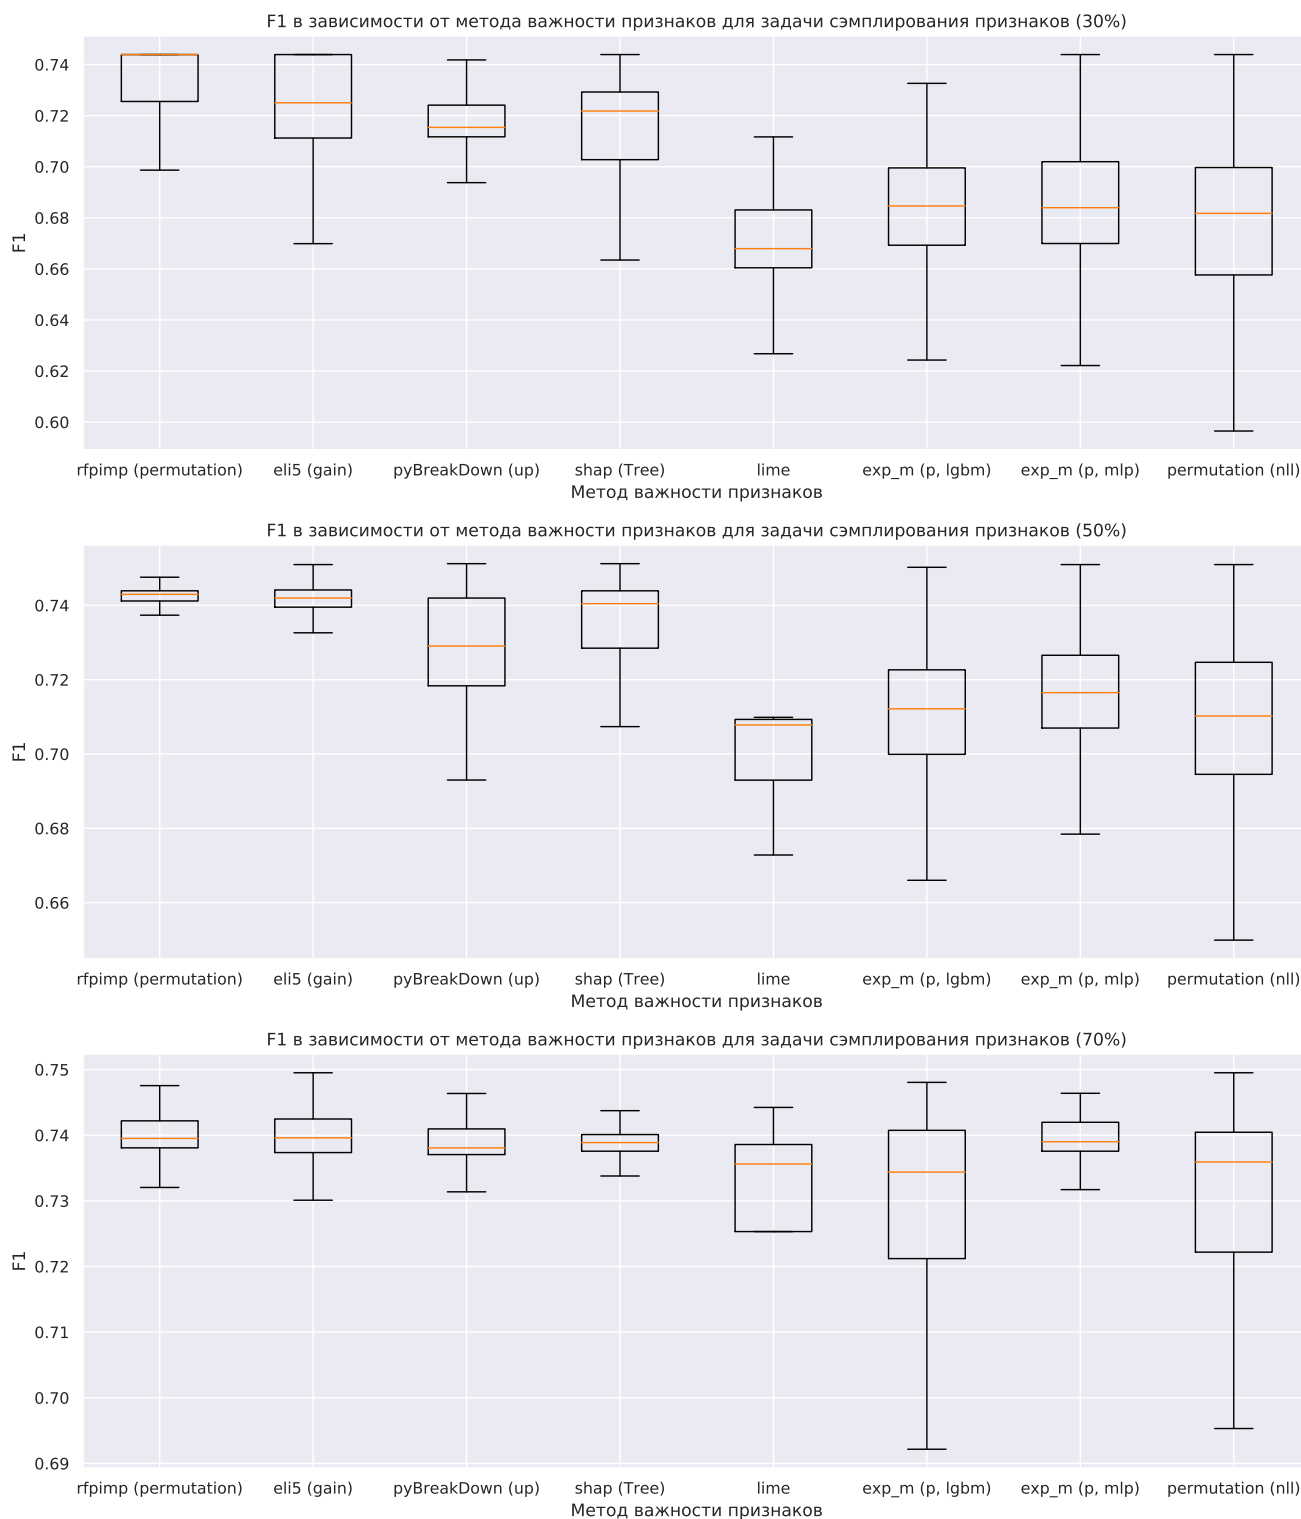 F1 в зависимости от метода важности признаков для задачи сэмплирования признаков (30%)
0.74
0.72
0.70
0.68
0.66
0.64
0.62
0.60
F1
rfpimp (permutation) eli5 (gain) pyBreakDown (up) shap (Tree) lime exp_m (p, lgbm) exp_m (p, mlp) permutation (nll)
Метод важности признаков
F1 в зависимости от метода важности признаков для задачи сэмплирования признаков (50%)
0.74
0.72
0.70
0.68
0.66
F1
rfpimp (permutation) eli5 (gain) pyBreakDown (up) shap (Tree) lime exp_m (p, lgbm) exp_m (p, mlp) permutation (nll)
Метод важности признаков
F1 в зависимости от метода важности признаков для задачи сэмплирования признаков (70%)
0.75
0.74
0.73
0.72
0.71
0.70
0.69
F1
rfpimp (permutation) eli5 (gain) pyBreakDown (up) shap (Tree) lime exp_m (p, lgbm) exp_m (p, mlp) permutation (nll)
Метод важности признаков